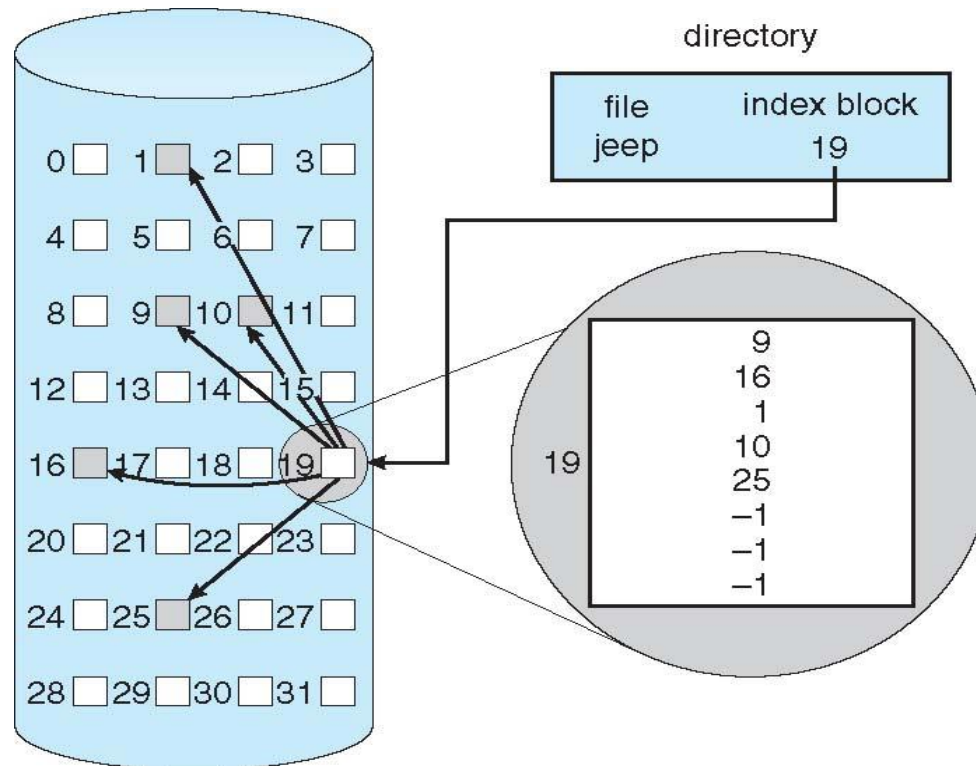 directory
file index block
jeep 19
0 1 2 3
4 5 6 7
8 9 10 11
12 13 14 15
16 17 18 19
20 21 22 23
24 25 26 27
28 29 30 31
19
9
16
1
10
25
–1
–1
–1